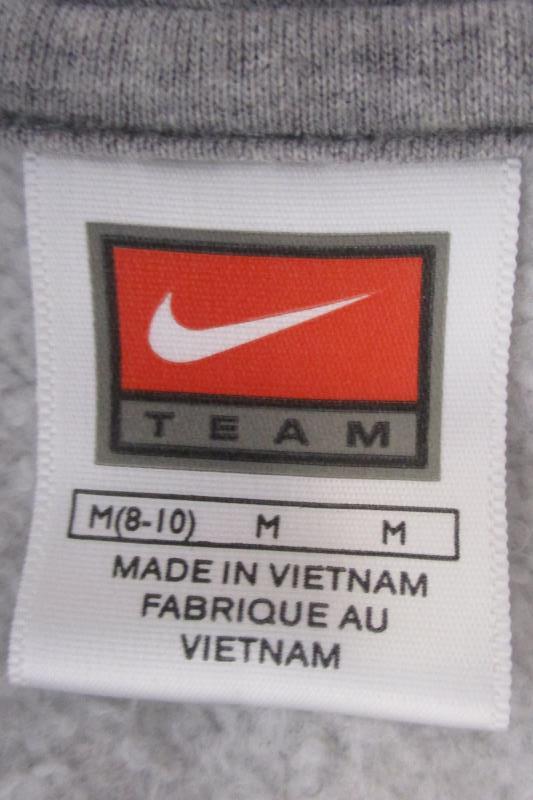 TEAM
M(8-10) M M
MADE IN VIETNAM
FABRIQUE AU
VIETNAM